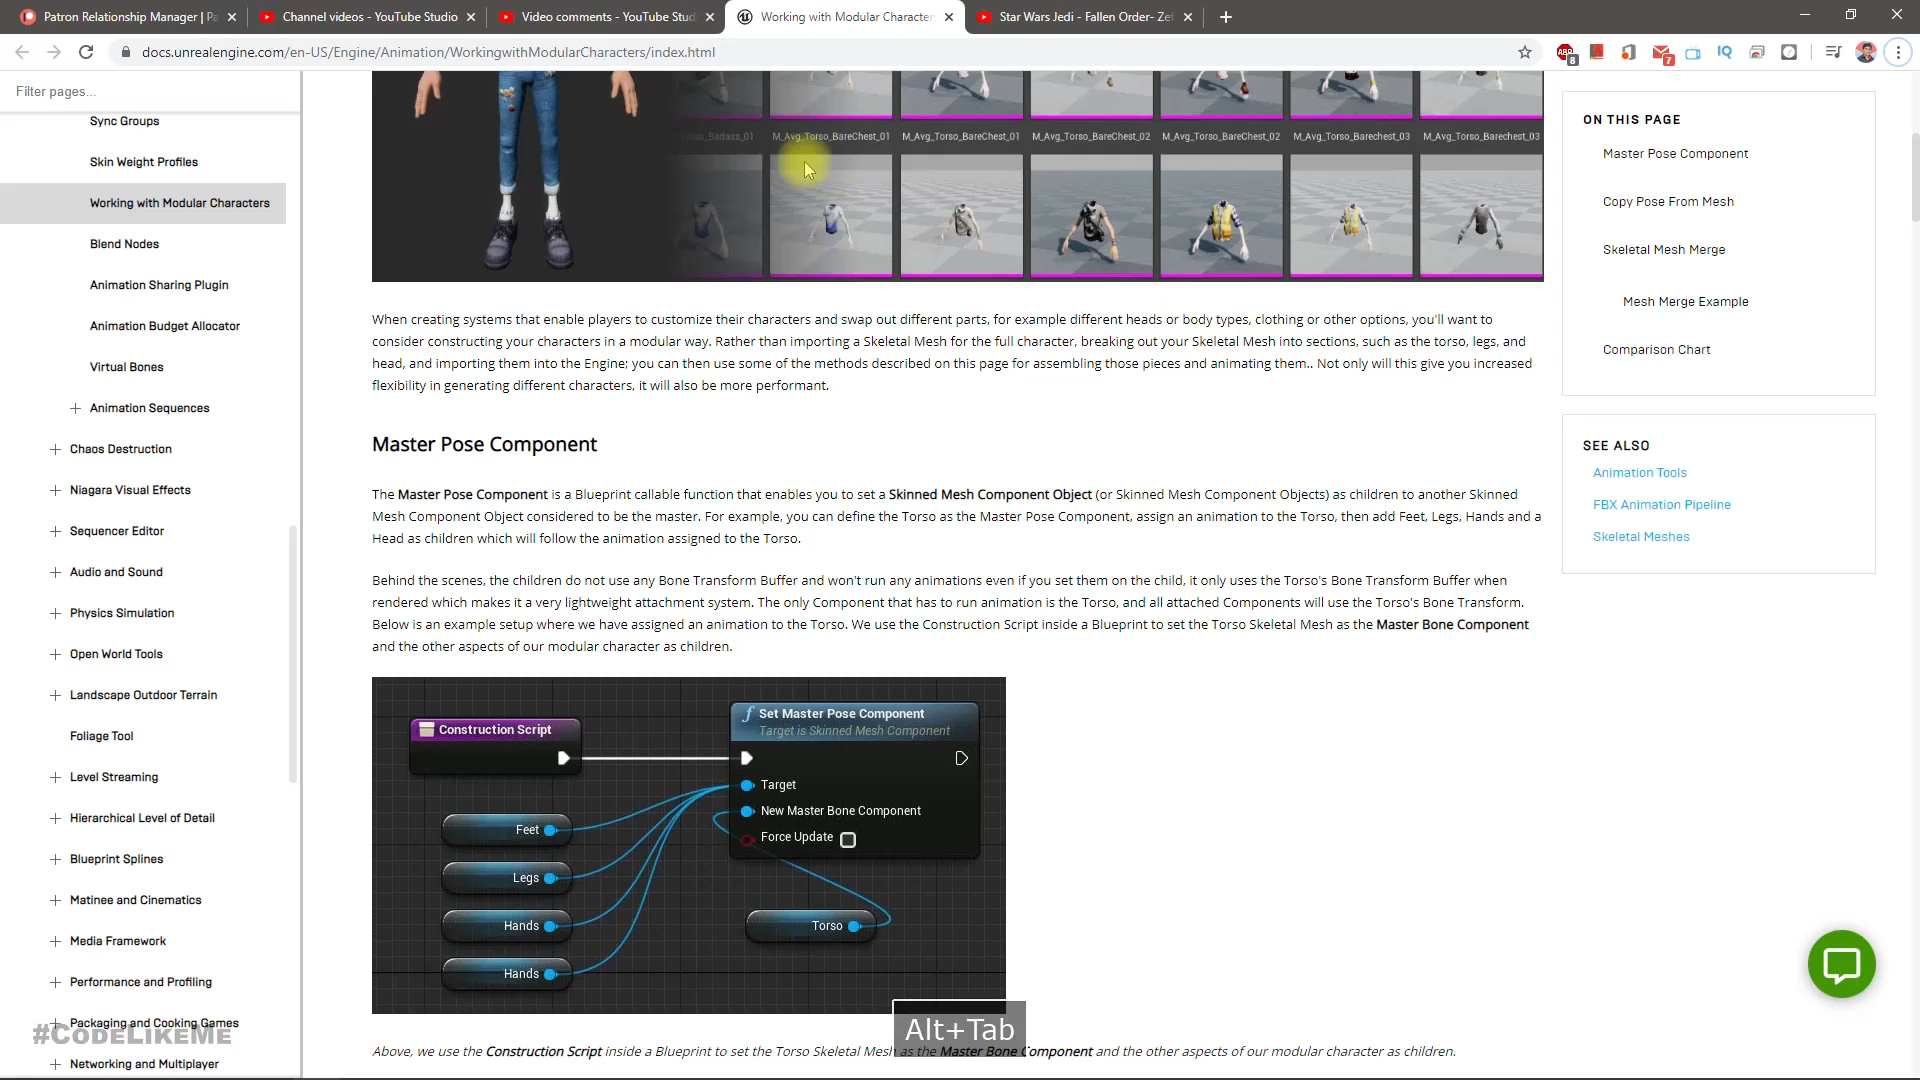 Patron Relationship Manager | Pa
Channel videos - YouTube Studio
Video comments - YouTube Stud
Working with Modular Character
Star Wars Jedi - Fallen Order- Zef
docs.unrealengine.com/en-US/Engine/Animation/WorkingwithModularCharacters/index.html
ABP
8
7
IQ
Filter pages...
Sync Groups
Skin Weight Profiles
Working with Modular Characters
Blend Nodes
Animation Sharing Plugin
Animation Budget Allocator
Virtual Bones
Animation Sequences
Chaos Destruction
Niagara Visual Effects
Sequencer Editor
Audio and Sound
Physics Simulation
Open World Tools
Landscape Outdoor Terrain
Foliage Tool
Level Streaming
Hierarchical Level of Detail
Blueprint Splines
Matinee and Cinematics
Media Framework
Performance and Profiling
Packaging and Cooking Games
#CodeLikeMe
Networking and Multiplayer
Torso_Badass_01 M_Avg_Torso_BareChest_01 M_Avg_Torso_BareChest_01 M_Avg_Torso_BareChest_02 M_Avg_Torso_BareChest_02 M_Avg_Torso_Barechest_03 M_Avg_Torso_Barechest_03
When creating systems that enable players to customize their characters and swap out different parts, for example different heads or body types, clothing or other options, you'll want to
consider constructing your characters in a modular way. Rather than importing a Skeletal Mesh for the full character, breaking out your Skeletal Mesh into sections, such as the torso, legs, and
head, and importing them into the Engine; you can then use some of the methods described on this page for assembling those pieces and animating them.. Not only will this give you increased
flexibility in generating different characters, it will also be more performant.
Master Pose Component
The Master Pose Component is a Blueprint callable function that enables you to set a Skinned Mesh Component Object (or Skinned Mesh Component Objects) as children to another Skinned
Mesh Component Object considered to be the master. For example, you can define the Torso as the Master Pose Component, assign an animation to the Torso, then add Feet, Legs, Hands and a
Head as children which will follow the animation assigned to the Torso.
Behind the scenes, the children do not use any Bone Transform Buffer and won't run any animations even if you set them on the child, it only uses the Torso's Bone Transform Buffer when
rendered which makes it a very lightweight attachment system. The only Component that has to run animation is the Torso, and all attached Components will use the Torso's Bone Transform.
Below is an example setup where we have assigned an animation to the Torso. We use the Construction Script inside a Blueprint to set the Torso Skeletal Mesh as the Master Bone Component
and the other aspects of our modular character as children.
Construction Script
Set Master Pose Component
Target is Skinned Mesh Component
Target
New Master Bone Component
Force Update
Feet
Legs
Hands
Hands
Torso
Alt+Tab
Above, we use the Construction Script inside a Blueprint to set the Torso Skeletal Mesh as the Master Bone Component and the other aspects of our modular character as children.
ON THIS PAGE
Master Pose Component
Copy Pose From Mesh
Skeletal Mesh Merge
Mesh Merge Example
Comparison Chart
SEE ALSO
Animation Tools
FBX Animation Pipeline
Skeletal Meshes